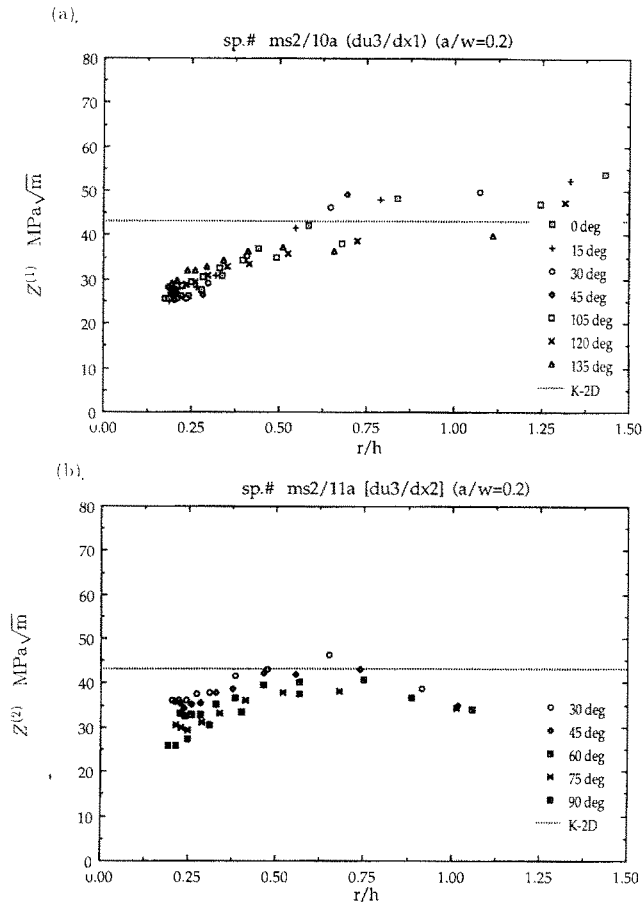 (a).
sp.# ms2/10a (du3/dx1) (a/w=0.2)
80
70
60
50
40
30
20
10
0
Z(1) MPa√m
0 deg
15 deg
30 deg
45 deg
105 deg
120 deg
135 deg
K-2D
0.00 0.25 0.50 0.75 1.00 1.25 1.50
r/h
(b).
sp.# ms2/11a [du3/dx2] (a/w=0.2)
80
70
60
50
40
30
20
10
0
Z(2) MPa√m
30 deg
45 deg
60 deg
75 deg
90 deg
K-2D
0.00 0.25 0.50 0.75 1.00 1.25 1.50
r/h